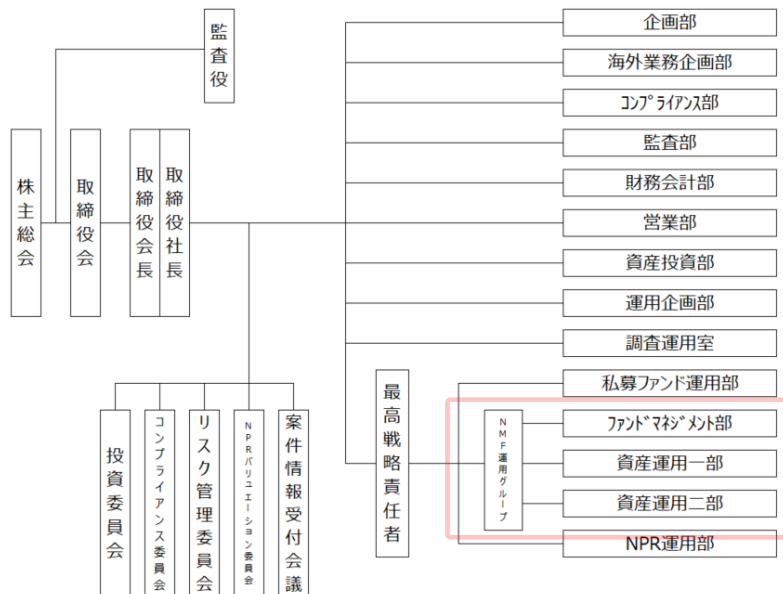 監査役
株主総会
取締役会
取締役会長
取締役社長
企画部
海外業務企画部
ｺﾝﾌﾟﾗｲｱﾝｽ部
監査部
財務会計部
営業部
資産投資部
運用企画部
調査運用室
最高戦略責任者
私募ファンド運用部
NMF運用グループ
ﾌｧﾝﾄﾞﾏﾈｼﾞﾒﾝﾄ部
資産運用一部
資産運用二部
NPR運用部
投資委員会
コンプライアンス委員会
リスク管理委員会
NPRバリュエーション委員会
案件情報受付会議